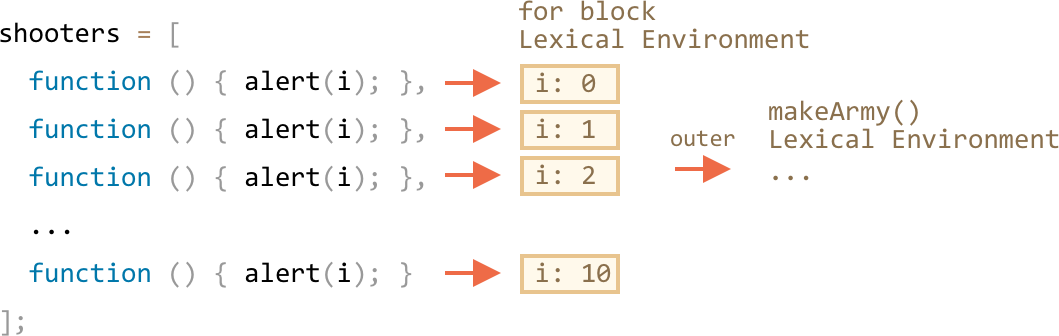 for block
Lexical Environment
shooters = [
function () { alert(i); }, i: 0
function () { alert(i); }, i: 1
function () { alert(i); }, i: 2
...
function () { alert(i); } i: 10
];
outer
makeArmy()
Lexical Environment
...